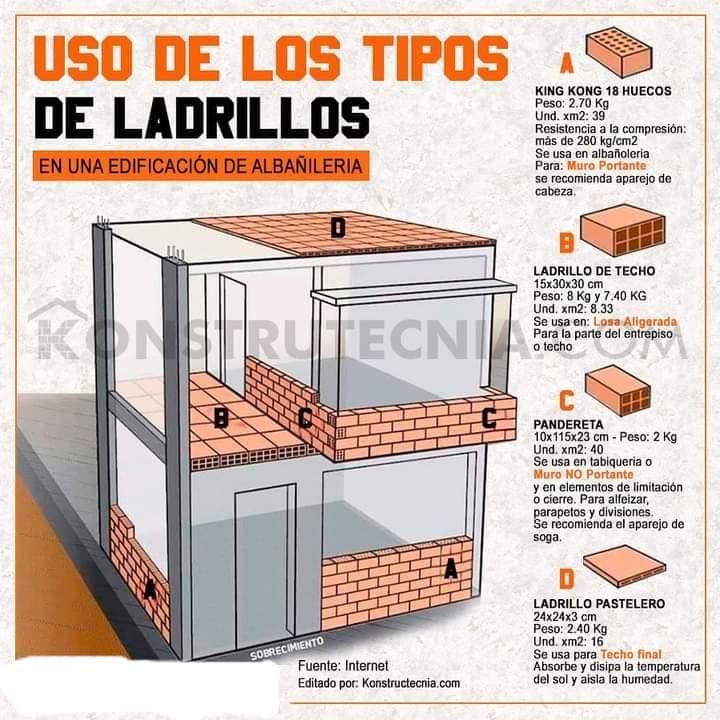 USO DE LOS TIPOS
DE LADRILLOS
EN UNA EDIFICACIÓN DE ALBAÑILERIA
A
KING KONG 18 HUECOS
Peso: 2.70 Kg
Und. xm2: 39
Resistencia a la compresión:
más de 280 kg/cm2
Se usa en albañoleria
Para: Muro Portante
se recomienda aparejo de
cabeza.
B
LADRILLO DE TECHO
15x30x30 cm
Peso: 8 Kg y 7.40 KG
Und. xm2: 8.33
Se usa en: Losa Aligerada
Para la parte del entrepiso
o techo
C
PANDERETA
10x115x23 cm - Peso: 2 Kg
Und. xm2: 40
Se usa en tabiqueria o
Muro NO Portante
y en elementos de limitación
o cierre. Para alfeizar,
parapetos y divisiones.
Se recomienda el aparejo de
soga.
D
LADRILLO PASTELERO
24x24x3 cm
Peso: 2.40 Kg
Und. xm2: 16
Se usa para Techo final
Absorbe y disipa la temperatura
del sol y aisla la humedad.
D
KONSTRUTECNIA.COM
B
C
C
A
A
SOBRECIMIENTO
Fuente: Internet
Editado por: Konstructecnia.com